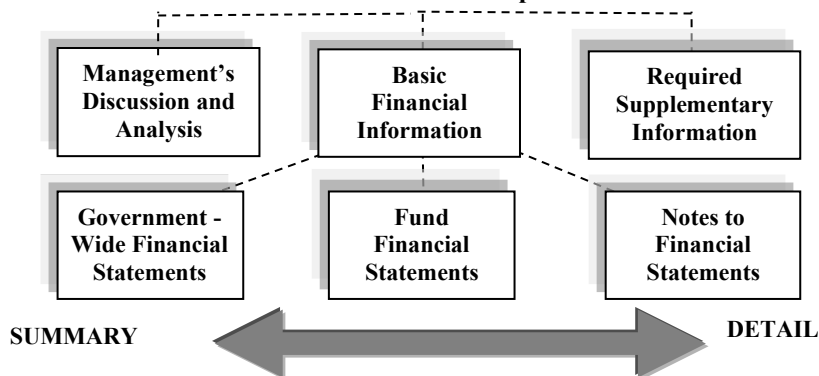 Management's
Discussion and
Analysis
Basic
Financial
Information
Required
Supplementary
Information
Government -
Wide Financial
Statements
Fund
Financial
Statements
Notes to
Financial
Statements
SUMMARY
DETAIL